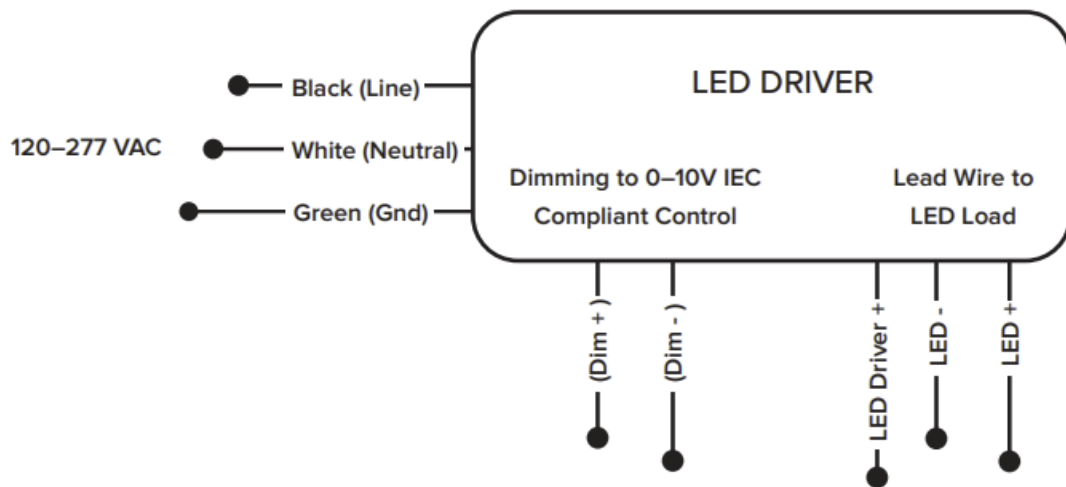 LED DRIVER
Black (Line)
120–277 VAC
White (Neutral)
Green (Gnd)
Dimming to 0–10V IEC
Compliant Control
Lead Wire to
LED Load
(Dim + )
(Dim - )
LED Driver +
LED -
LED +